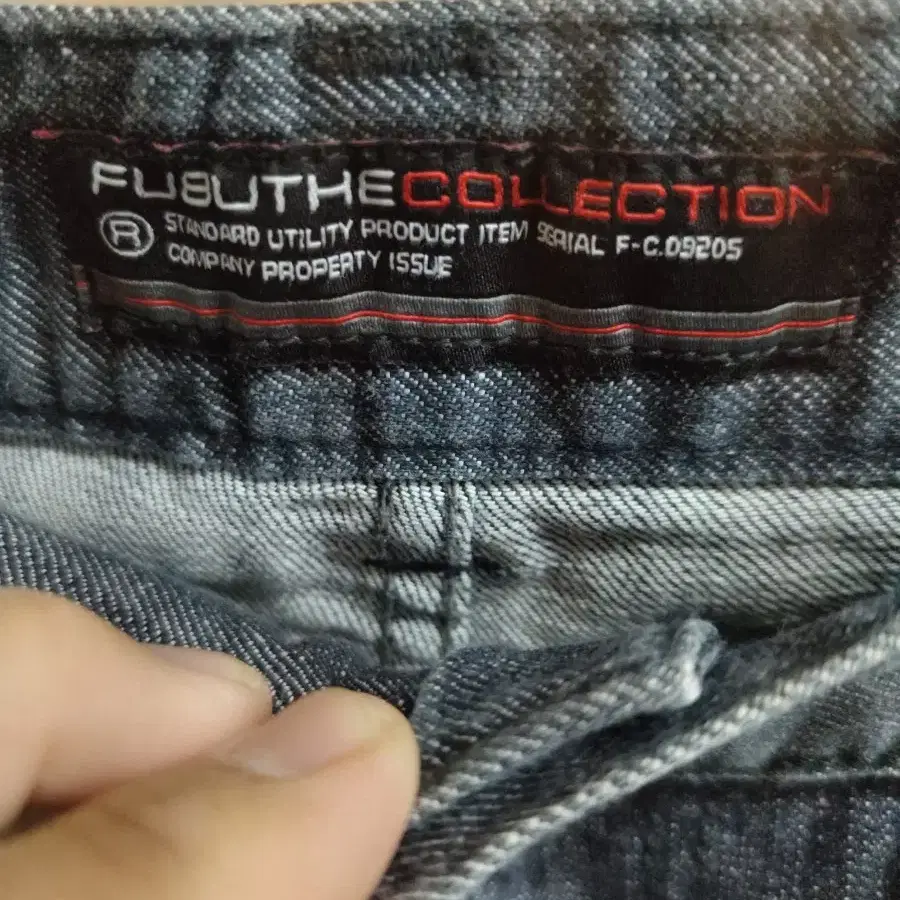 FUBUTHECOLLECTION
® STANDARD UTILITY PRODUCT ITEM SERIAL F-C.09205
COMPANY PROPERTY ISSUE